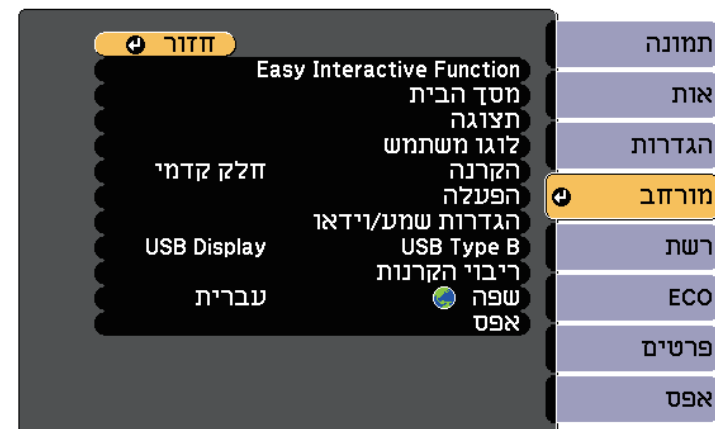 תמונה
אות
הגדרות
מורחב
רשת
ECO
פרטים
אפס
חזור
Easy Interactive Function
מסך הבית
תצוגה
לוגו משתמש
הקרנה חלק קדמי
הפעלה
הגדרות שמע/וידאו
USB Type B USB Display
ריבוי הקרנות
שפה עברית
אפס